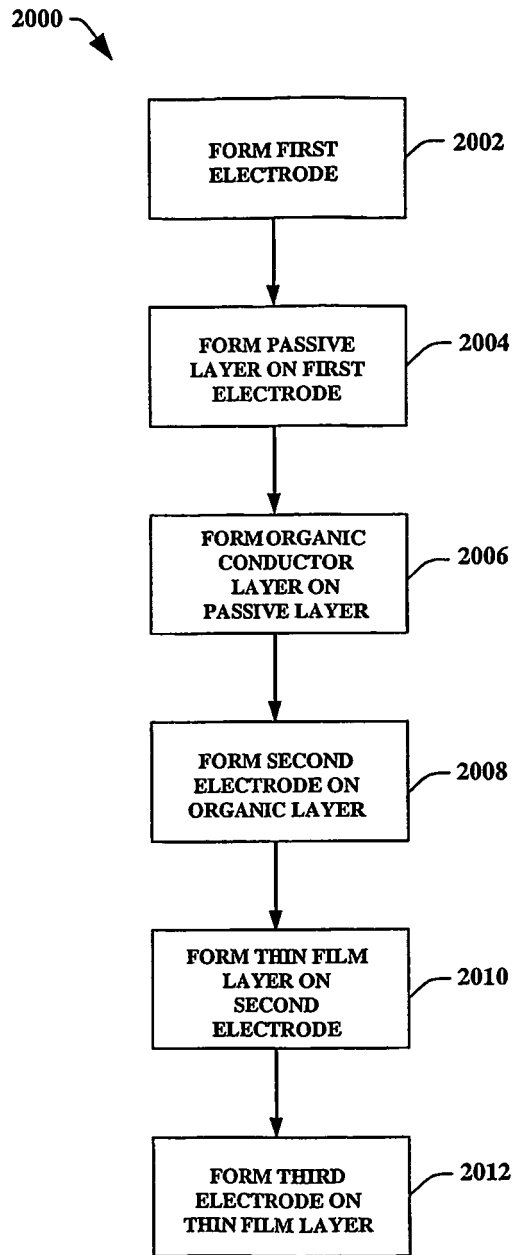 2000
FORM FIRST
ELECTRODE
2002
FORM PASSIVE
LAYER ON FIRST
ELECTRODE
2004
FORM ORGANIC
CONDUCTOR
LAYER ON
PASSIVE LAYER
2006
FORM SECOND
ELECTRODE ON
ORGANIC LAYER
2008
FORM THIN FILM
LAYER ON
SECOND
ELECTRODE
2010
FORM THIRD
ELECTRODE ON
THIN FILM LAYER
2012